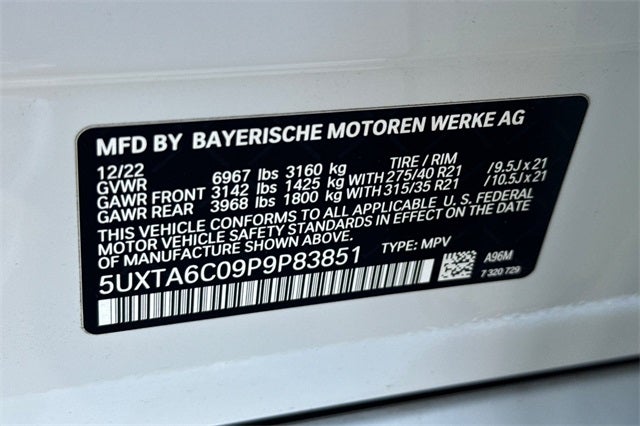 MFD BY BAYERISCHE MOTOREN WERKE AG
12/22 TIRE / RIM
GVWR 6967 lbs 3160 kg
GAWR FRONT 3142 lbs 1425 kg WITH 275/40 R21 /9.5J x 21
GAWR REAR 3968 lbs 1800 kg WITH 315/35 R21 /10.5J x 21
THIS VEHICLE CONFORMS TO ALL APPLICABLE U. S. FEDERAL
MOTOR VEHICLE SAFETY STANDARDS IN EFFECT ON THE DATE
OF MANUFACTURE SHOWN ABOVE.
5UXTA6C09P9P83851 TYPE: MPV
A96M
7 320 729